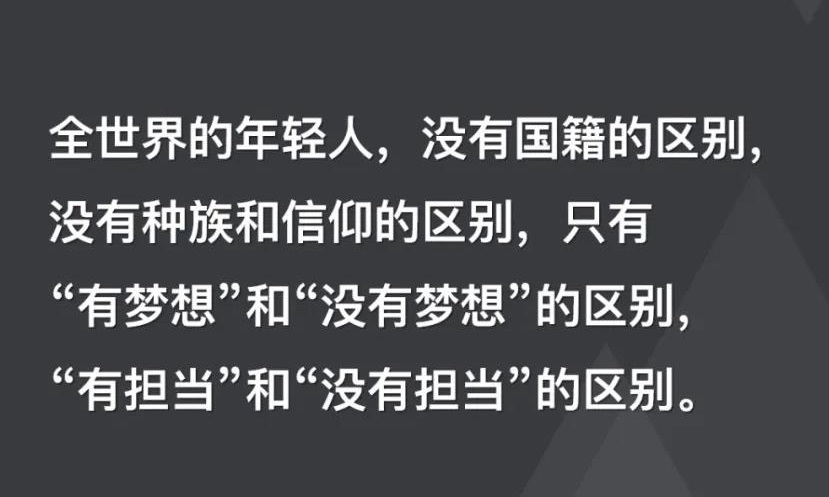 全世界的年轻人，没有国籍的区别，
没有种族和信仰的区别，只有
“有梦想”和“没有梦想”的区别，
“有担当”和“没有担当”的区别。